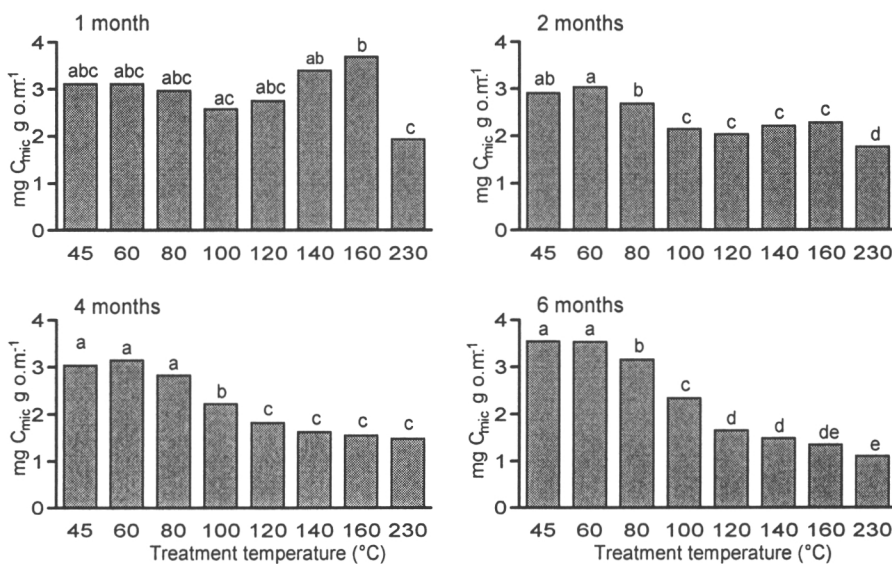 1 month
mg Cmic g o.m.-1
4
3
2
1
0
abc
abc
abc
ac
abc
ab
b
c
45 60 80 100 120 140 160 230
2 months
mg Cmic g o.m.-1
4
3
2
1
0
ab
a
b
c
c
c
c
d
45 60 80 100 120 140 160 230
4 months
mg Cmic g o.m.-1
4
3
2
1
0
a
a
a
b
c
c
c
c
45 60 80 100 120 140 160 230
Treatment temperature (°C)
6 months
mg Cmic g o.m.-1
4
3
2
1
0
a
a
b
c
d
d
de
e
45 60 80 100 120 140 160 230
Treatment temperature (°C)